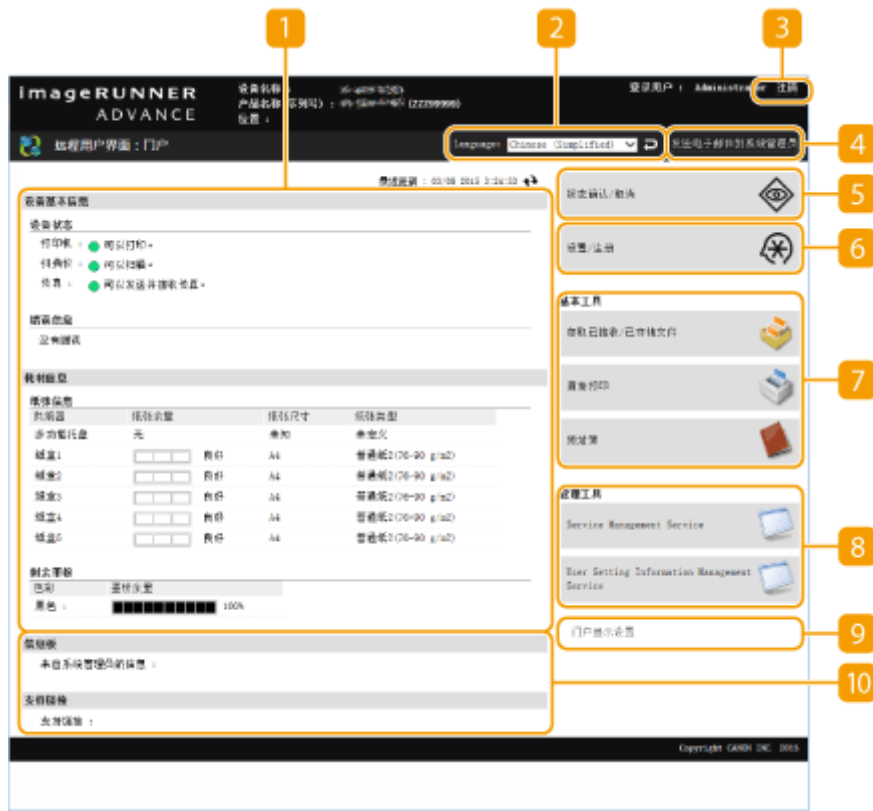 1
2
3
imageRUNNER
ADVANCE
设备名称：
产品名称(序列号)：(ZZZ99999)
位置：
登录用户： Administrator 注销
远程用户界面：门户
Language: Chinese (Simplified)
发送电子邮件到系统管理员
4
最近更新：03/08 2015
设备基本信息
设备状态
打印机： 可以打印。
扫描仪： 可以扫描。
传真： 可以发送并接收传真。
错误信息
没有错误
耗材信息
纸张信息
供纸器 纸张余量 纸张尺寸 纸张类型
多功能托盘 无 未知 未定义
纸盒1 良好 A4 普通纸2(76-90 g/m2)
纸盒2 良好 A4 普通纸2(76-90 g/m2)
纸盒3 良好 A4 普通纸2(76-90 g/m2)
纸盒4 良好 A4 普通纸2(76-90 g/m2)
纸盒5 良好 A4 普通纸2(76-90 g/m2)
剩余墨粉
色彩 墨粉余量
黑色： 100%
信息板
来自系统管理员的信息：
支持链接
支持链接：
状态确认/取消
5
设置/注册
6
基本工具
存取已接收/已存储文件
直接打印
地址簿
7
管理工具
Service Management Service
User Setting Information Management
Service
8
门户显示设置
9
10
Copyright CANON INC. 2015